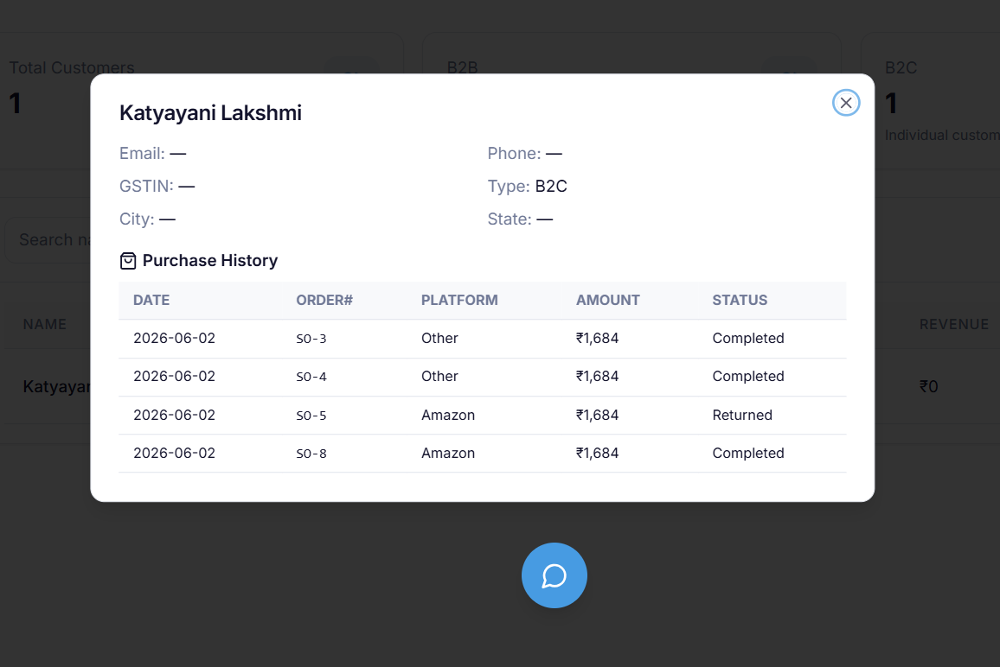 Total Customers
1
B2B
B2C
1
Individual custom
Katyayani Lakshmi
Email: —
Phone: —
GSTIN: —
Type: B2C
City: —
State: —
Search na
Purchase History
DATE ORDER# PLATFORM AMOUNT STATUS
2026-06-02 SO-3 Other ₹1,684 Completed
2026-06-02 SO-4 Other ₹1,684 Completed
2026-06-02 SO-5 Amazon ₹1,684 Returned
2026-06-02 SO-8 Amazon ₹1,684 Completed
NAME
REVENUE
Katyayan
₹0